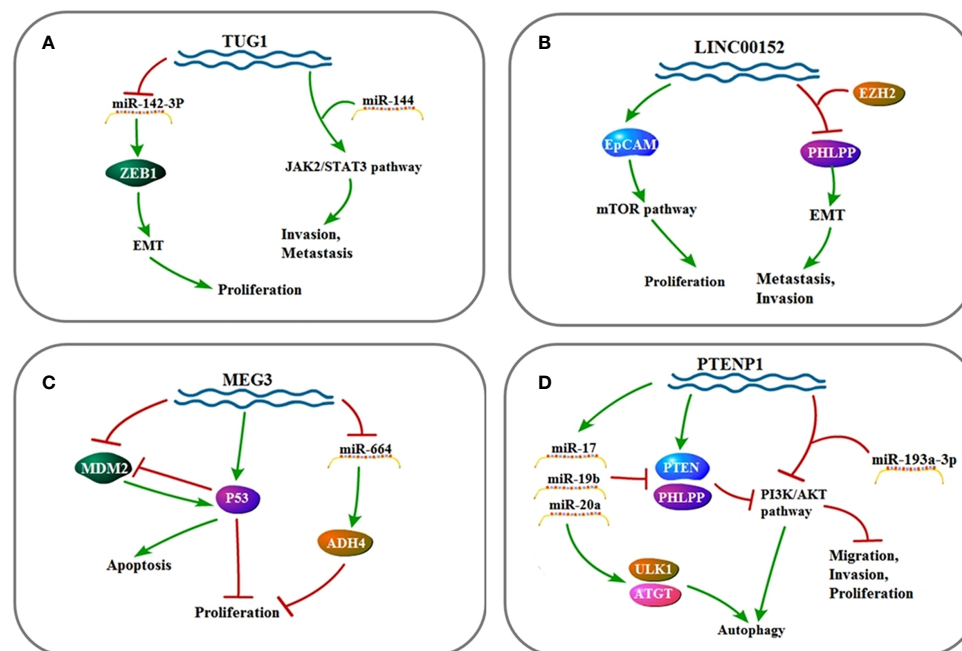 A
TUG1
miR-142-3P
miR-144
ZEB1
JAK2/STAT3 pathway
EMT
Invasion,
Metastasis
Proliferation
B
LINC00152
EZH2
EpCAM
PHLPP
mTOR pathway
EMT
Proliferation
Metastasis,
Invasion
C
MEG3
MDM2
miR-664
P53
ADH4
Apoptosis
Proliferation
D
PTENP1
miR-17
miR-193a-3p
PTEN
miR-19b
PHLPP
miR-20a
PI3K/AKT
pathway
Migration,
Invasion,
Proliferation
ULK1
ATGT
Autophagy